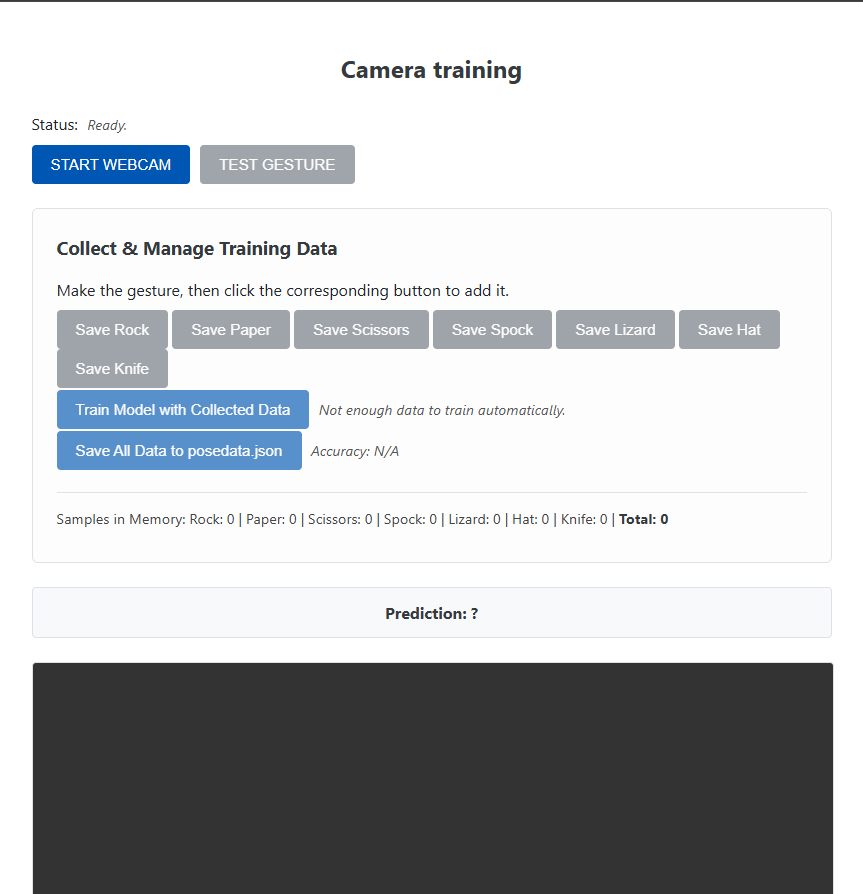 Camera training
Status: Ready.
START WEBCAM TEST GESTURE
Collect & Manage Training Data
Make the gesture, then click the corresponding button to add it.
Save Rock Save Paper Save Scissors Save Spock Save Lizard Save Hat
Save Knife
Train Model with Collected Data Not enough data to train automatically.
Save All Data to posedata.json Accuracy: N/A
Samples in Memory: Rock: 0 | Paper: 0 | Scissors: 0 | Spock: 0 | Lizard: 0 | Hat: 0 | Knife: 0 | Total: 0
Prediction: ?